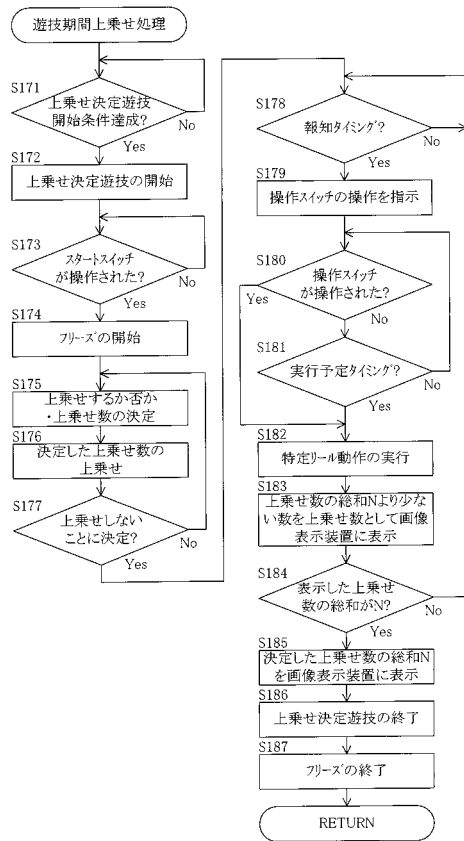 遊技期間上乗せ処理
S171
上乗せ決定遊技
開始条件達成?
No
Yes
S172
上乗せ決定遊技の開始
S173
スタートスイッチ
が操作された?
No
Yes
S174
フリーズの開始
S175
上乗せするか否か
・上乗せ数の決定
S176
決定した上乗せ数の
上乗せ
S177
上乗せしない
ことに決定?
No
Yes
S178
報知タイミング?
No
Yes
S179
操作スイッチの操作を指示
S180
操作スイッチ
が操作された?
Yes
No
S181
実行予定タイミング?
No
Yes
S182
特定リール動作の実行
S183
上乗せ数の総和Nより少な
い数を上乗せ数として画像
表示装置に表示
S184
表示した上乗せ
数の総和がN?
No
Yes
S185
決定した上乗せ数の総和N
を画像表示装置に表示
S186
上乗せ決定遊技の終了
S187
フリーズの終了
RETURN